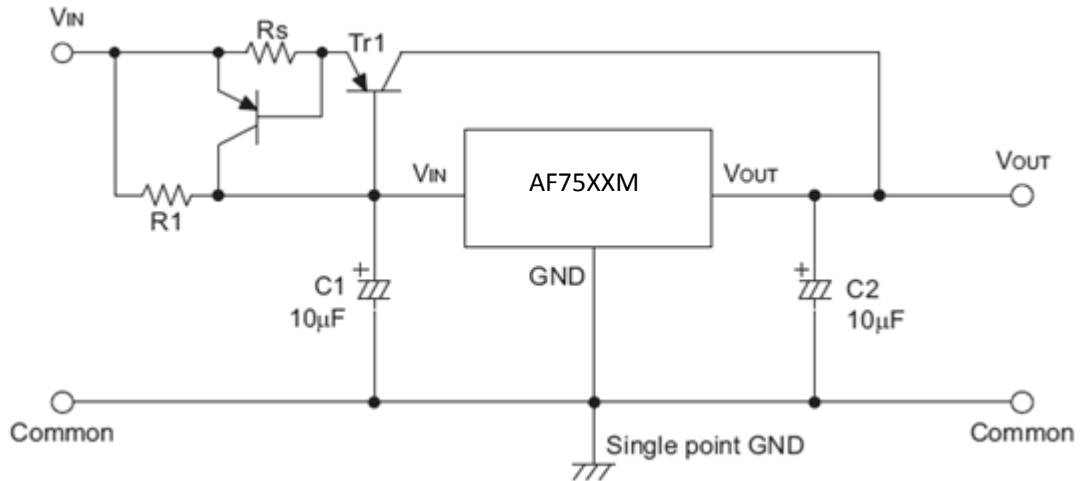 VIN
Rs
Tr1
R1
VIN
AF75XXM
VOUT
VOUT
GND
C1
10μF
C2
10μF
Common
Common
Single point GND